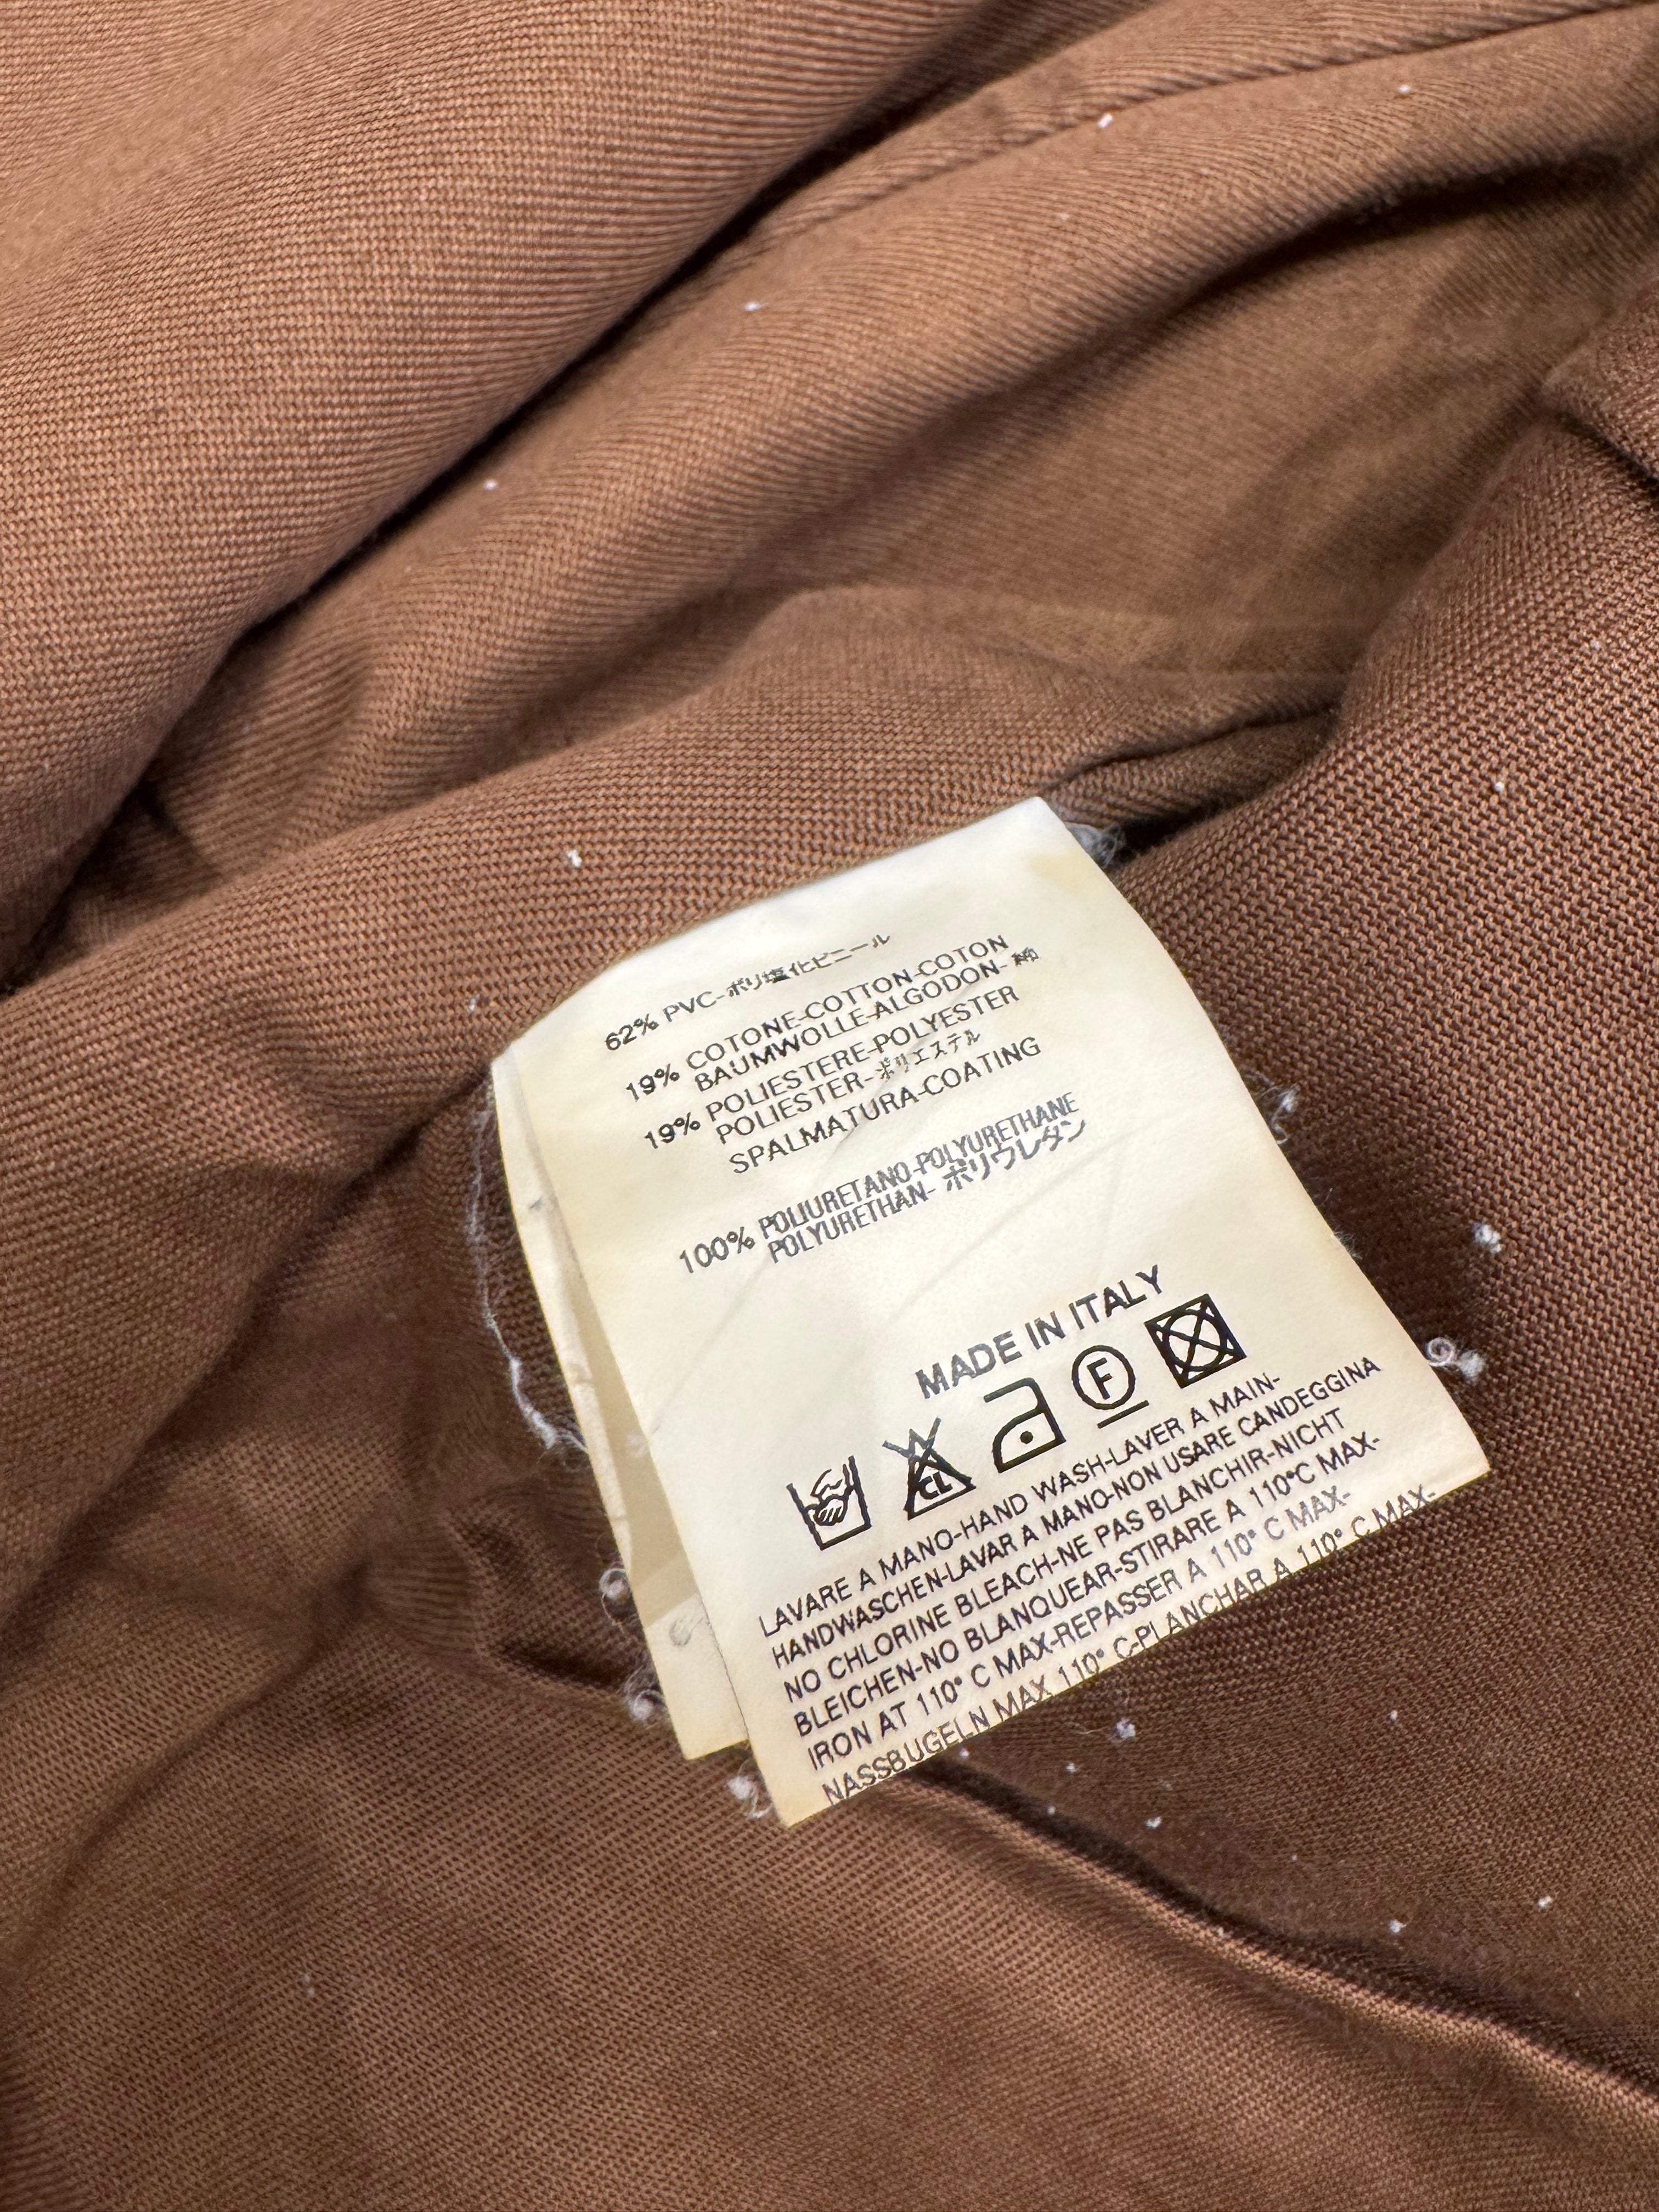 62% PVC-ポリ塩化ビニール
19% COTONE-COTTON-COTON
BAUMWOLLE-ALGODON-綿
19% POLIESTERE-POLYESTER
POLIESTER-ポリエステル
SPALMATURA-COATING
100% POLIURETANO-POLYURETHANE
POLYURETHAN-ポリウレタン
MADE IN ITALY
CL F
LAVARE A MANO-HAND WASH-LAVER A MAIN-
HANDWASCHEN-LAVAR A MANO-NON USARE CANDEGGINA
NO CHLORINE BLEACH-NE PAS BLANCHIR-NICHT
BLEICHEN-NO BLANQUEAR-STIRARE A 110°C MAX-
IRON AT 110° C MAX-REPASSER A 110° C MAX-
NASSBUGELN MAX 110° C-PLANCHAR A 110° C MAX-